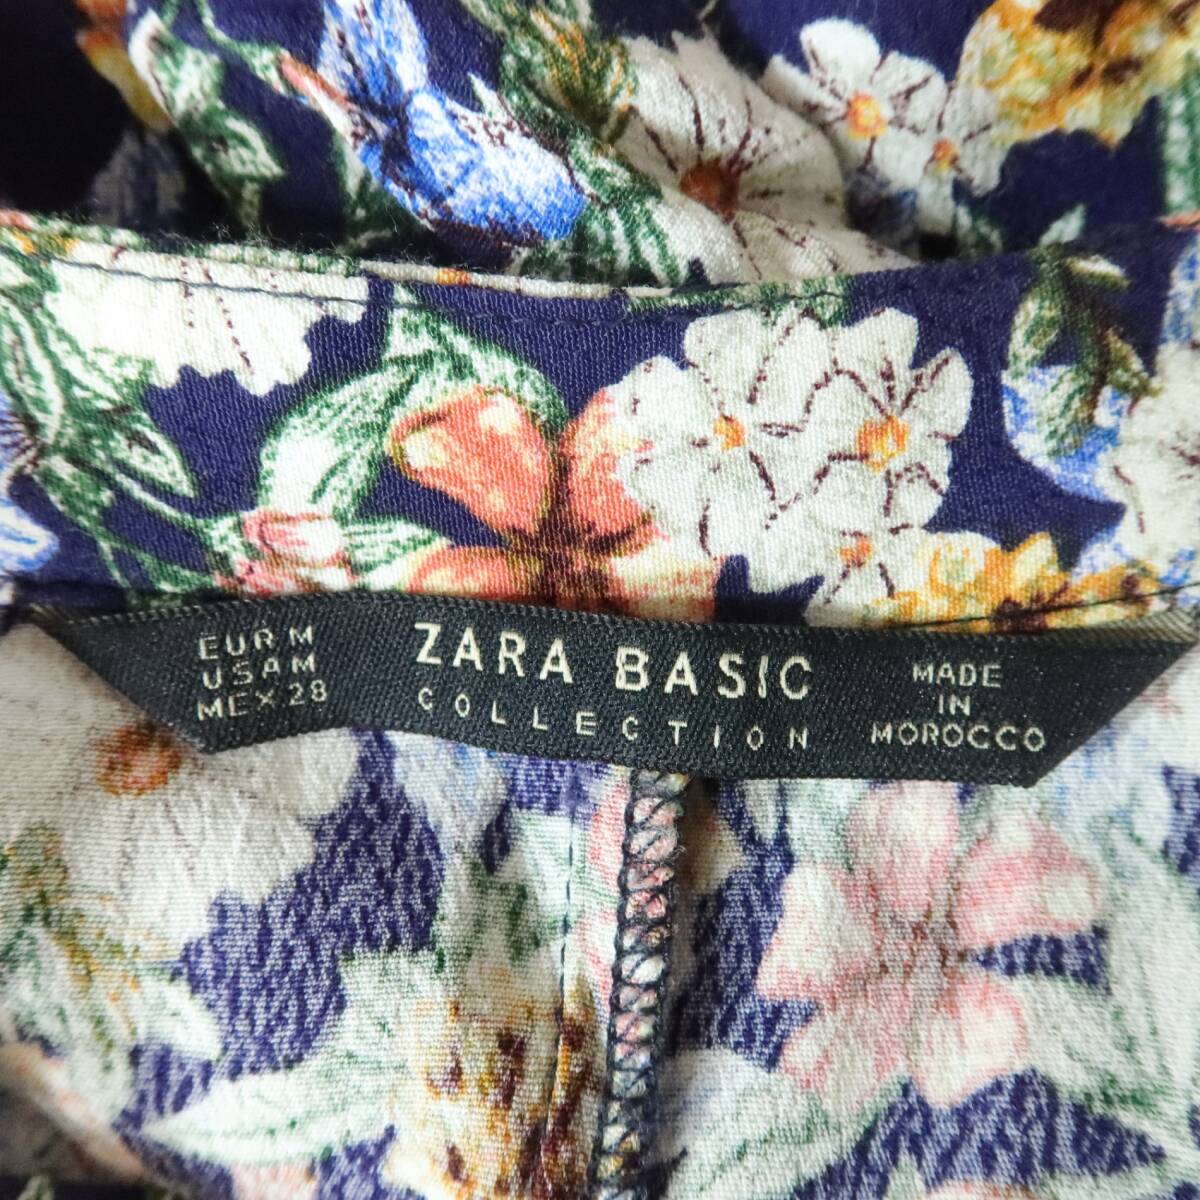 EUR M
USA M
MEX 28
ZARA BASIC
COLLECTION
MADE
IN
MOROCCO